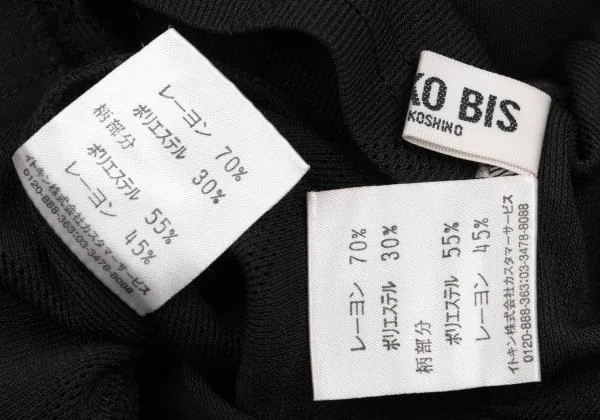 レーヨン 70%
ポリエステル 30%
柄部分
ポリエステル 55%
レーヨン 45%
イトキン株式会社カスタマーサービス
0120-888-363:03-3478-8088
KO BIS
KOSHINO
レーヨン 70%
ポリエステル 30%
柄部分
ポリエステル 55%
レーヨン 45%
イトキン株式会社カスタマーサービス
0120-888-363:03-3478-8088